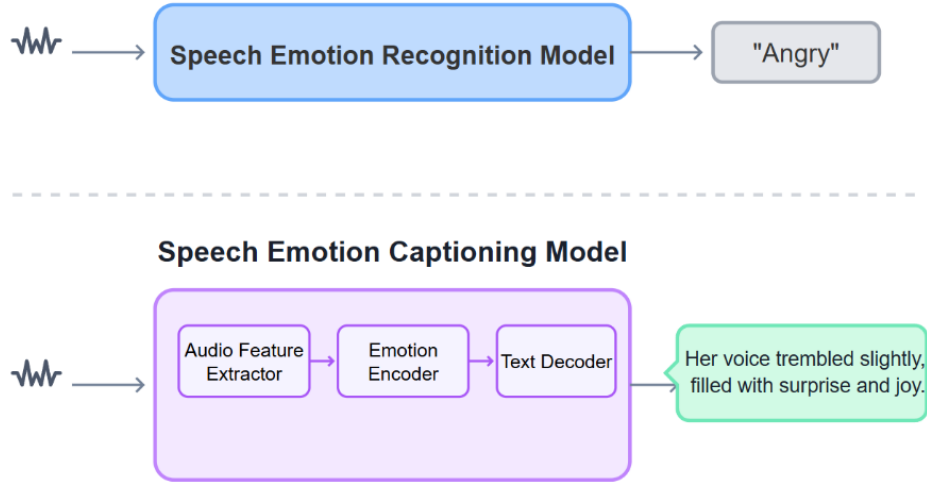 Speech Emotion Recognition Model
"Angry"
Speech Emotion Captioning Model
Audio Feature
Extractor
Emotion
Encoder
Text Decoder
Her voice trembled slightly,
filled with surprise and joy.